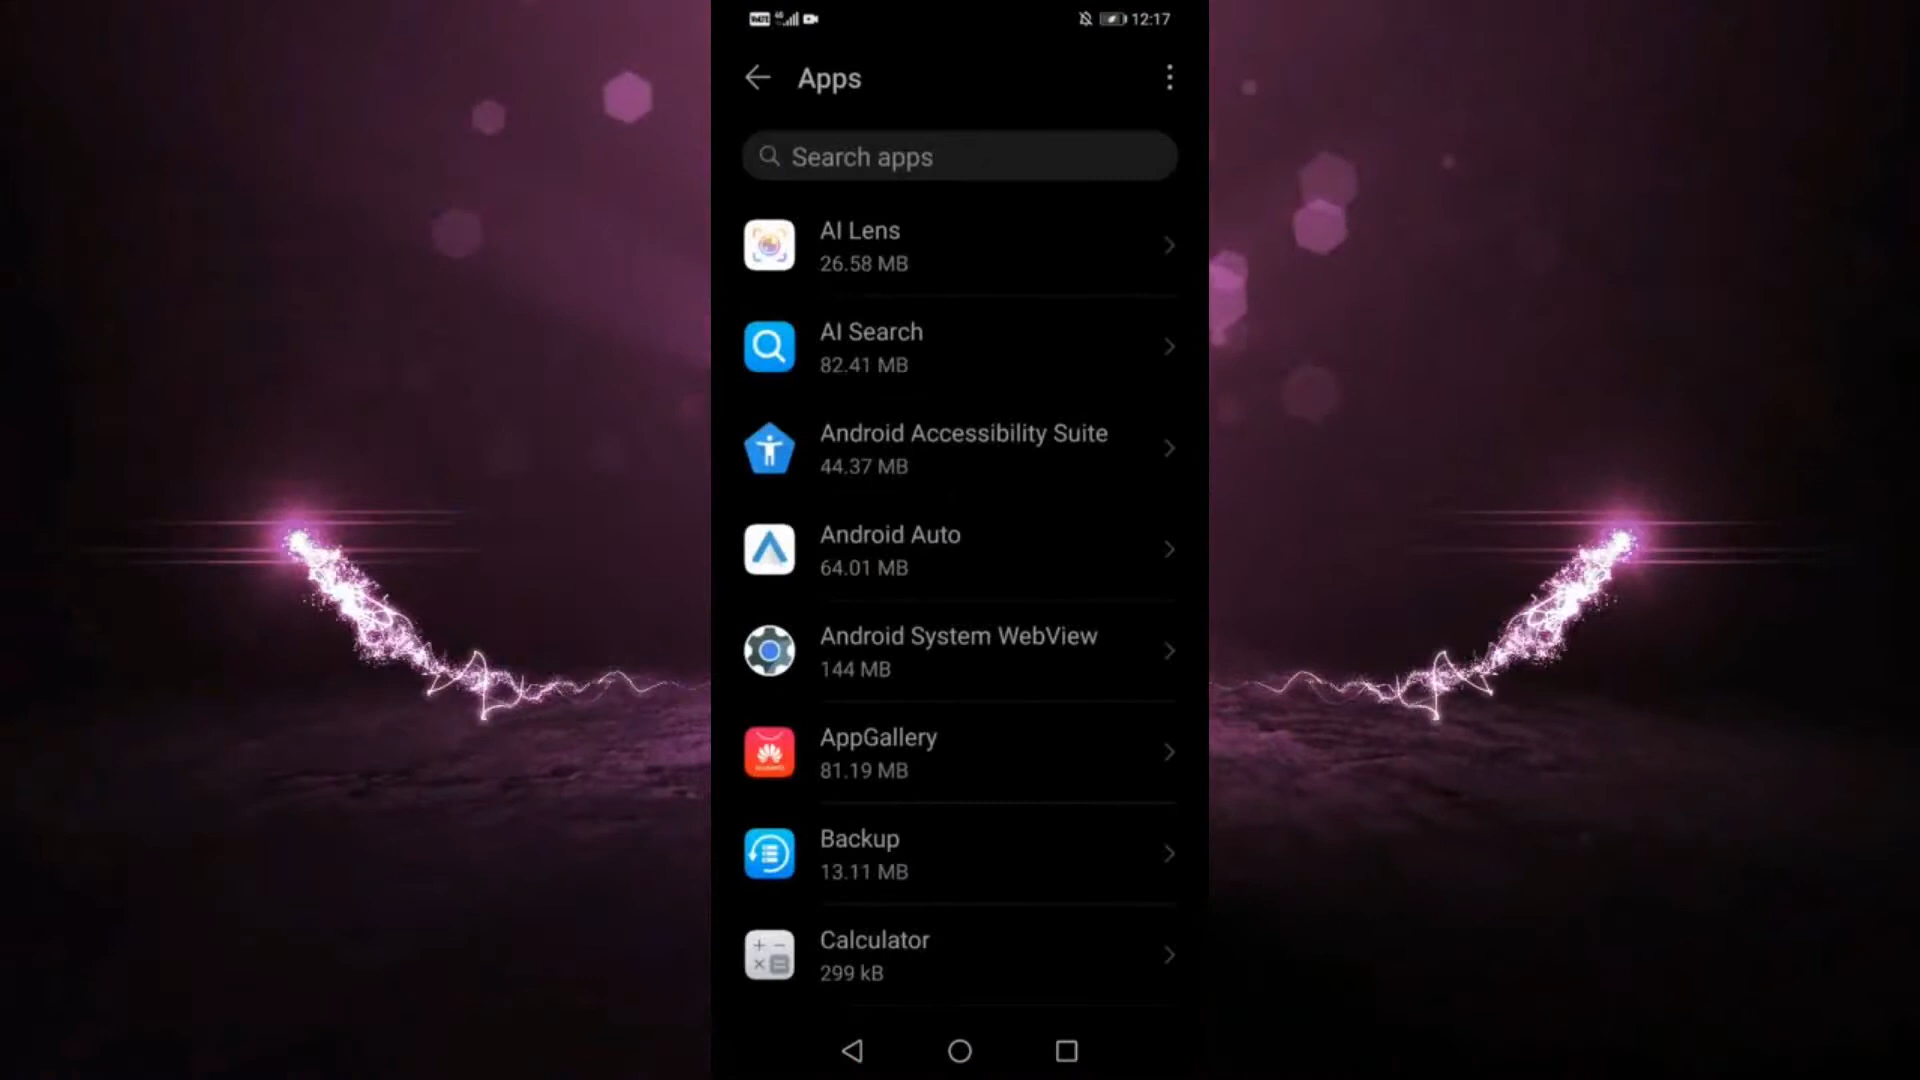 12:17
Apps
Search apps
AI Lens
26.58 MB
AI Search
82.41 MB
Android Accessibility Suite
44.37 MB
Android Auto
64.01 MB
Android System WebView
144 MB
AppGallery
81.19 MB
Backup
13.11 MB
Calculator
299 kB